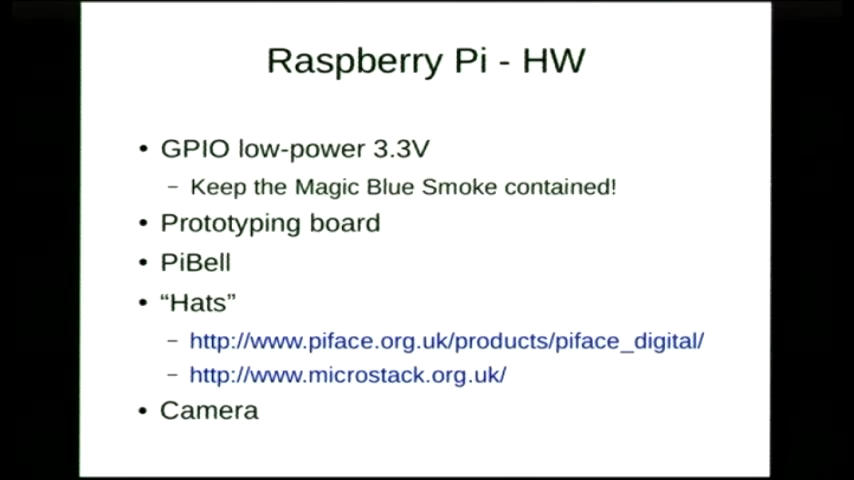 Raspberry Pi - HW
• GPIO low-power 3.3V
– Keep the Magic Blue Smoke contained!
• Prototyping board
• PiBell
• “Hats”
– http://www.piface.org.uk/products/piface_digital/
– http://www.microstack.org.uk/
• Camera